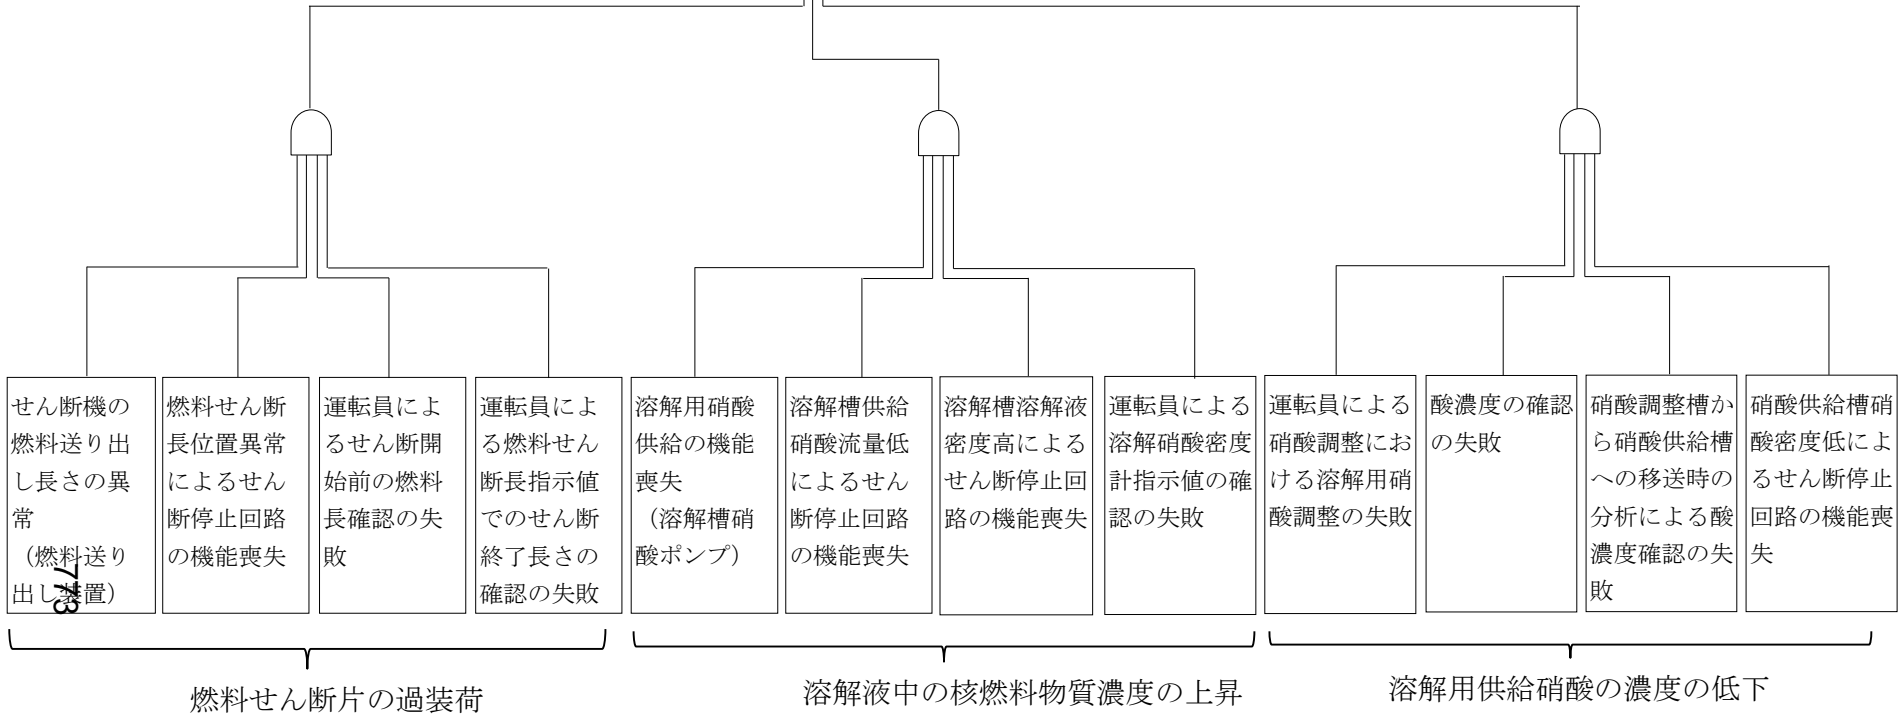 せん断機の
燃料送り出
し長さの異
常
（燃料送り
出し装置）
燃料せん断
長位置異常
によるせん
断停止回路
の機能喪失
運転員によ
るせん断開
始前の燃料
長確認の失
敗
運転員によ
る燃料せん
断長指示値
でのせん断
終了長さの
確認の失敗
溶解用硝酸
供給の機能
喪失
（溶解槽硝
酸ポンプ）
溶解槽供給
硝酸流量低
によるせん
断停止回路
の機能喪失
溶解槽溶解液
密度高による
せん断停止回
路の機能喪失
運転員による
溶解硝酸密度
計指示値の確
認の失敗
運転員による
硝酸調整にお
ける溶解用硝
酸調整の失敗
酸濃度の確認
の失敗
硝酸調整槽か
ら硝酸供給槽
への移送時の
分析による酸
濃度確認の失
敗
硝酸供給槽硝
酸密度低によ
るせん断停止
回路の機能喪
失
773
燃料せん断片の過装荷
溶解液中の核燃料物質濃度の上昇
溶解用供給硝酸の濃度の低下